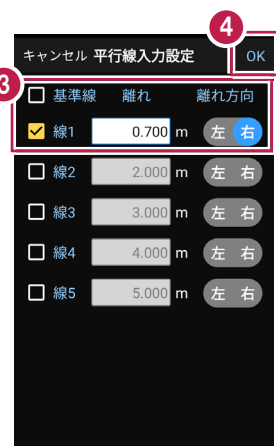 4
キャンセル 平行線入力設定 OK
3
基準線 離れ 離れ方向
線1 0.700 m 左 右
線2 2.000 m 左 右
線3 3.000 m 左 右
線4 4.000 m 左 右
線5 5.000 m 左 右